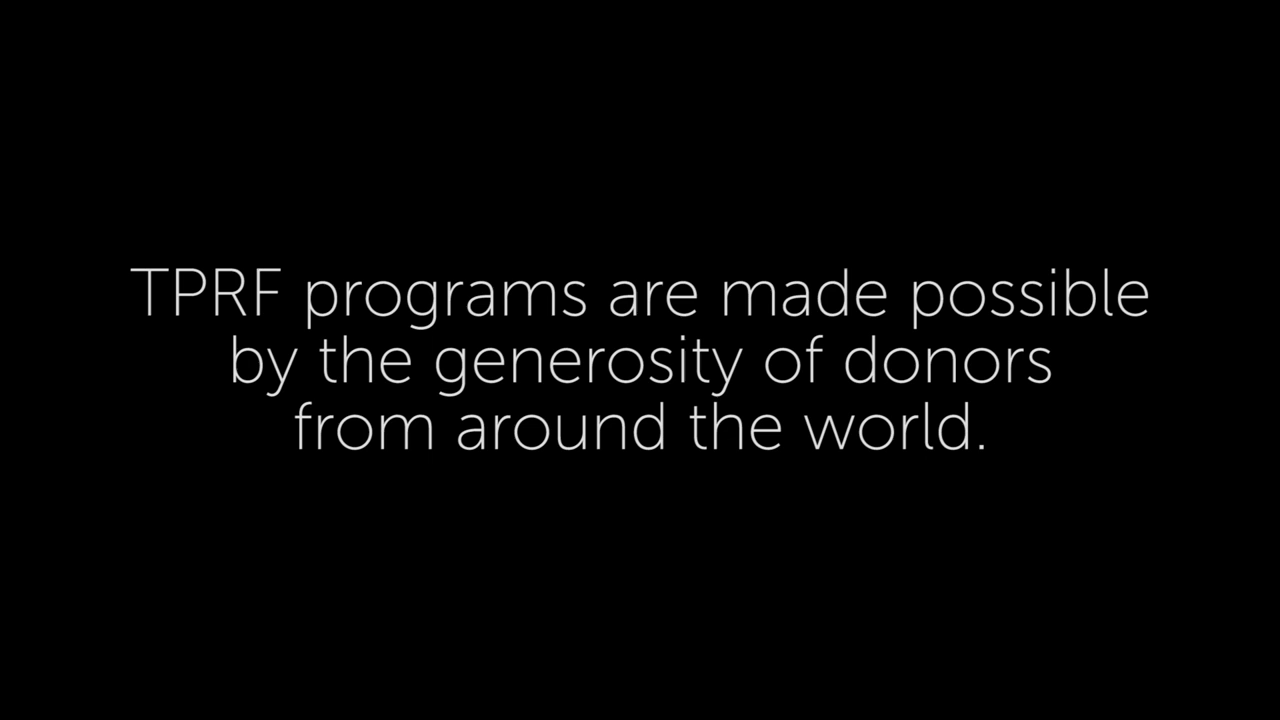 TPRF programs are made possible
by the generosity of donors
from around the world.